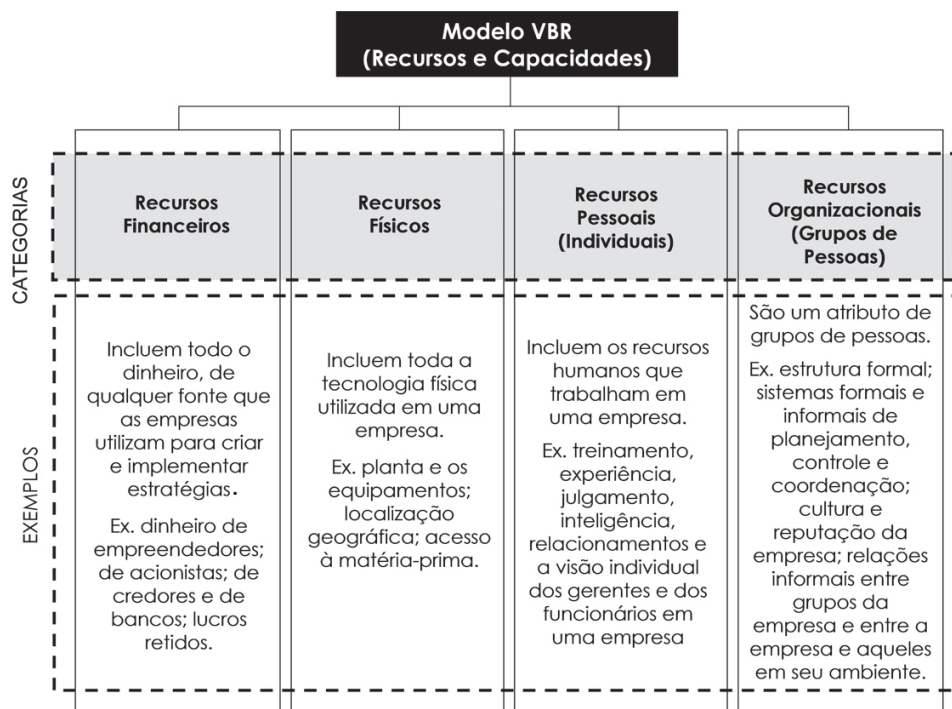 Modelo VBR
(Recursos e Capacidades)
CATEGORIAS
Recursos
Financeiros
Recursos
Físicos
Recursos
Pessoais
(Individuais)
Recursos
Organizacionais
(Grupos de
Pessoas)
EXEMPLOS
Incluem todo o
dinheiro, de
qualquer fonte que
as empresas
utilizam para criar
e implementar
estratégias.
Ex. dinheiro de
empreendedores;
de acionistas; de
credores e de
bancos; lucros
retidos.
Incluem toda a
tecnologia física
utilizada em uma
empresa.
Ex. planta e os
equipamentos;
localização
geográfica; acesso
à matéria-prima.
Incluem os recursos
humanos que
trabalham em
uma empresa.
Ex. treinamento,
experiência,
julgamento,
inteligência,
relacionamentos e
a visão individual
dos gerentes e dos
funcionários em
uma empresa
São um atributo de
grupos de pessoas.
Ex. estrutura formal;
sistemas formais e
informais de
planejamento,
controle e
coordenação;
cultura e
reputação da
empresa; relações
informais entre
grupos da
empresa e entre a
empresa e aqueles
em seu ambiente.